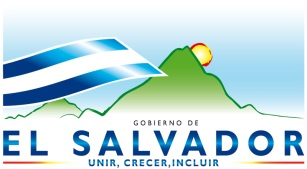 GOBIERNO DE
EL SALVADOR
UNIR, CRECER,INCLUIR